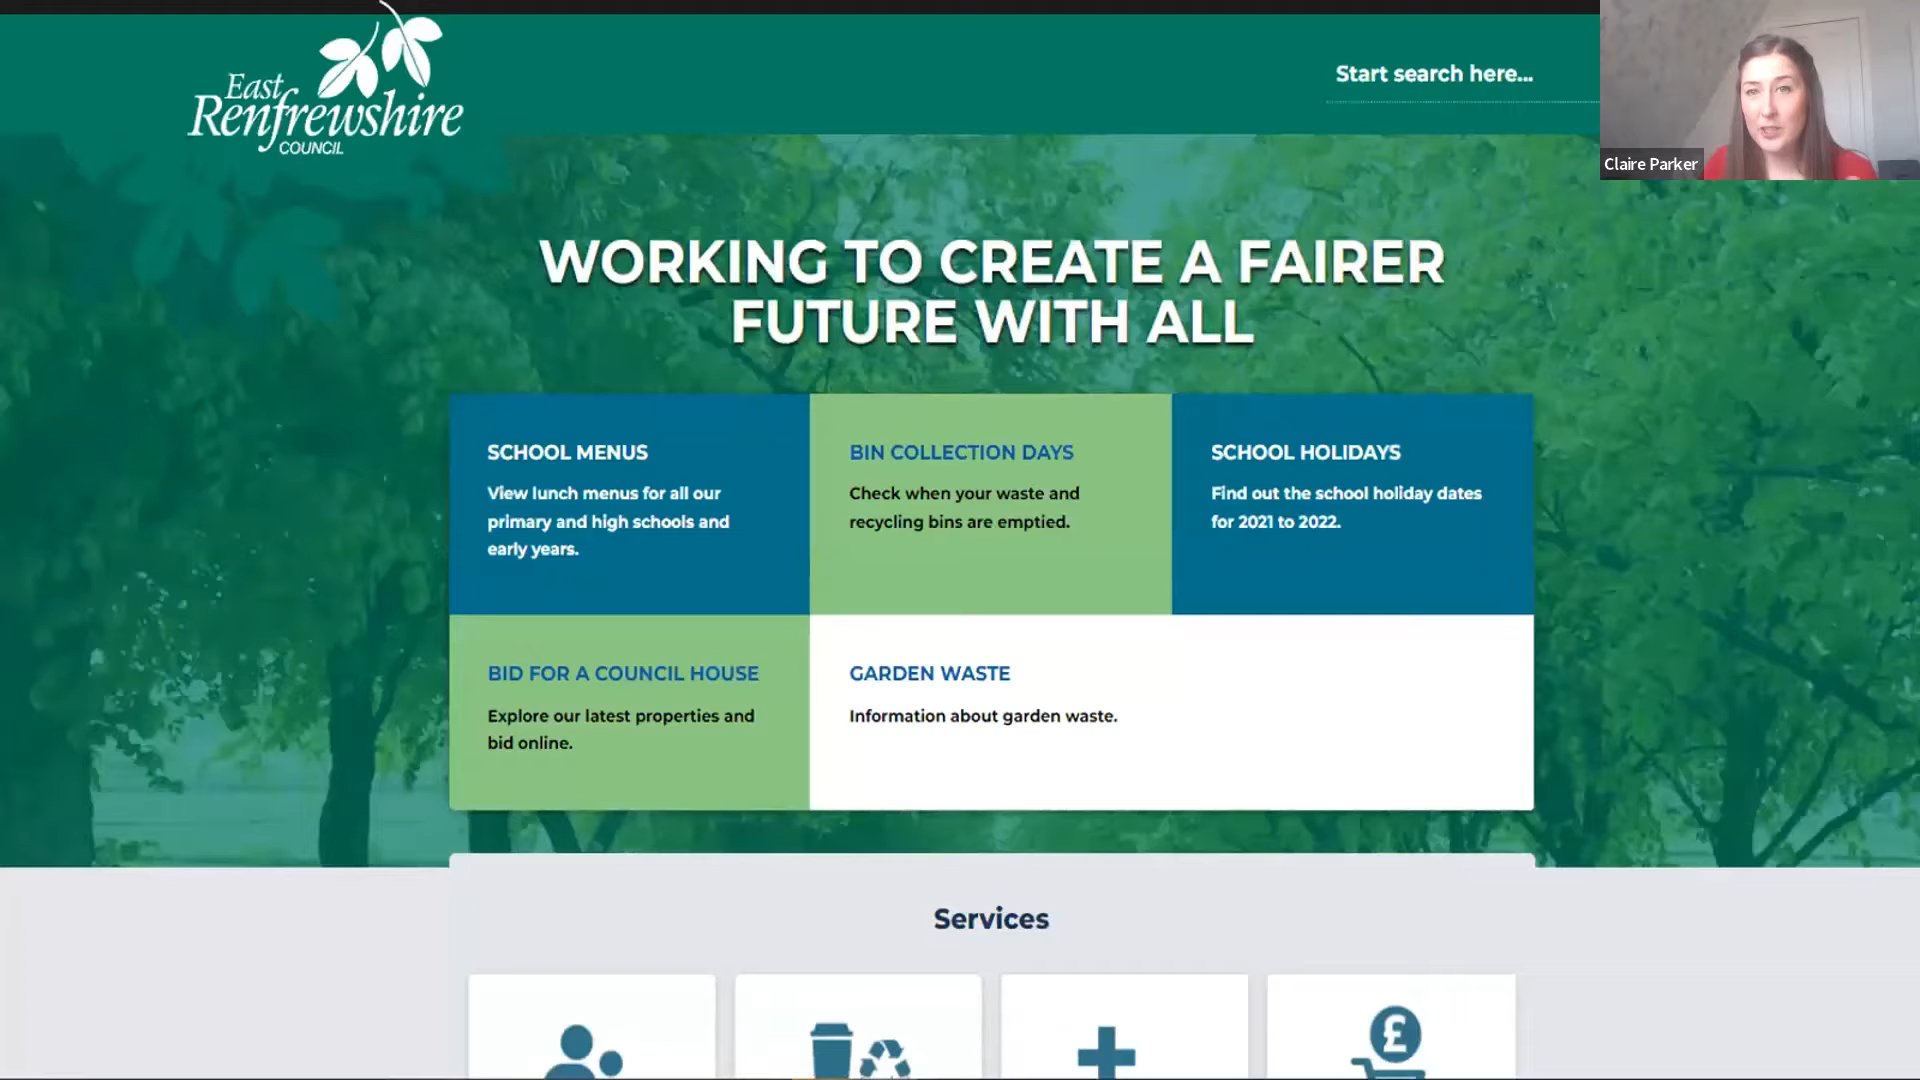 East
Renfrewshire
COUNCIL
Start search here...
Claire Parker
WORKING TO CREATE A FAIRER
FUTURE WITH ALL
SCHOOL MENUS
View lunch menus for all our
primary and high schools and
early years.
BIN COLLECTION DAYS
Check when your waste and
recycling bins are emptied.
SCHOOL HOLIDAYS
Find out the school holiday dates
for 2021 to 2022.
BID FOR A COUNCIL HOUSE
Explore our latest properties and
bid online.
GARDEN WASTE
Information about garden waste.
Services
£